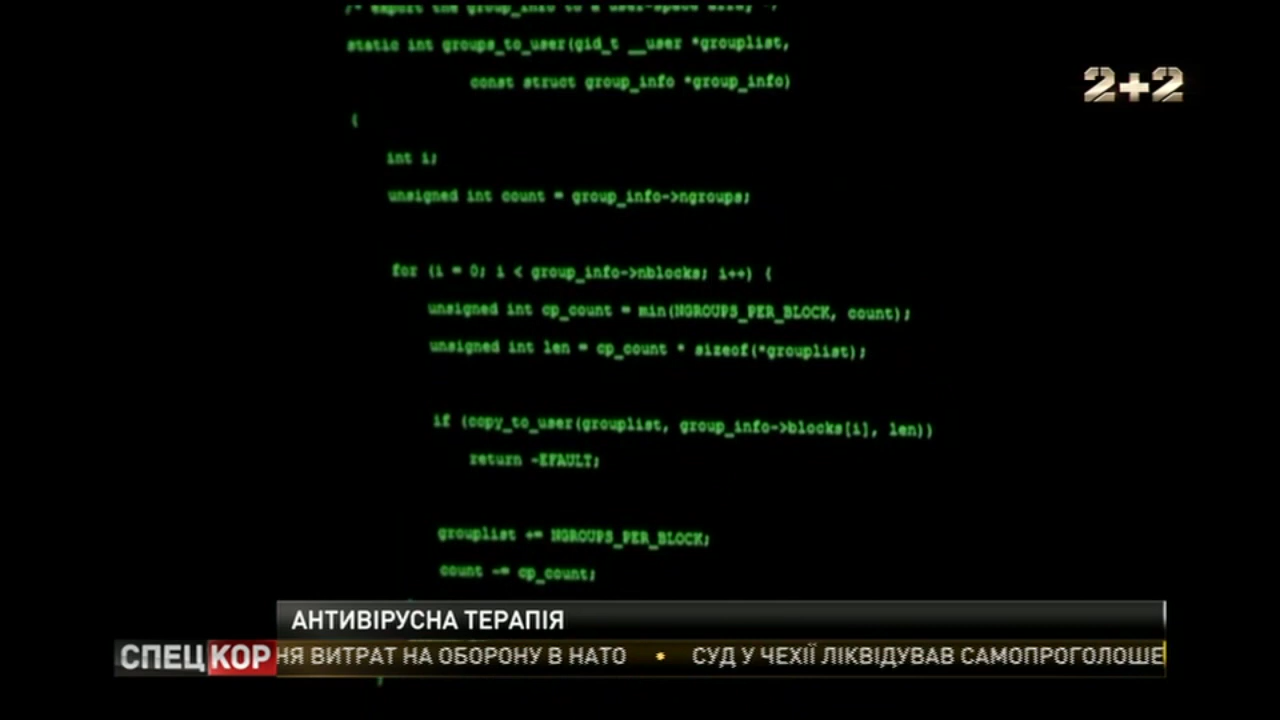 /* export the group_info to a user-space array */
static int groups_to_user(gid_t __user *grouplist,
const struct group_info *group_info)
{
int i;
unsigned int count = group_info->ngroups;
for (i = 0; i < group_info->nblocks; i++) {
unsigned int cp_count = min(NGROUPS_PER_BLOCK, count);
unsigned int len = cp_count * sizeof(*grouplist);
if (copy_to_user(grouplist, group_info->blocks[i], len))
return -EFAULT;
grouplist += NGROUPS_PER_BLOCK;
count -= cp_count;
2+2
АНТИВІРУСНА ТЕРАПІЯ
СПЕЦКОР НЯ ВИТРАТ НА ОБОРОНУ В НАТО • СУД У ЧЕХІЇ ЛІКВІДУВАВ САМОПРОГОЛОШЕ